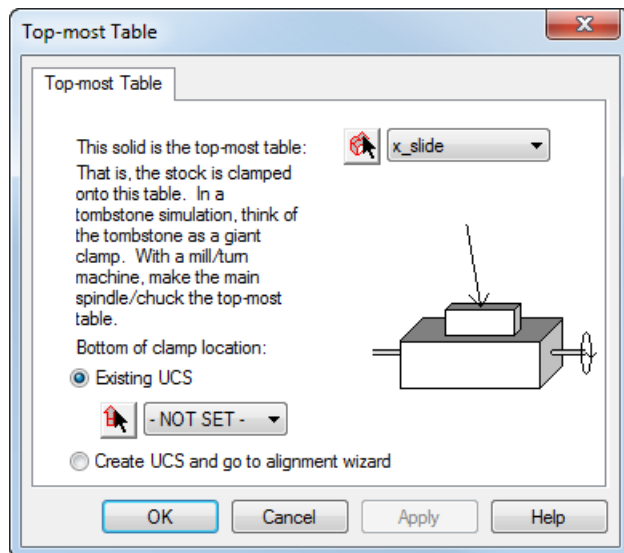 Top-most Table
Top-most Table
This solid is the top-most table:
x_slide
That is, the stock is clamped
onto this table. In a
tombstone simulation, think of
the tombstone as a giant
clamp. With a mill/turn
machine, make the main
spindle/chuck the top-most
table.
Bottom of clamp location:
Existing UCS
- NOT SET -
Create UCS and go to alignment wizard
OK
Cancel
Apply
Help